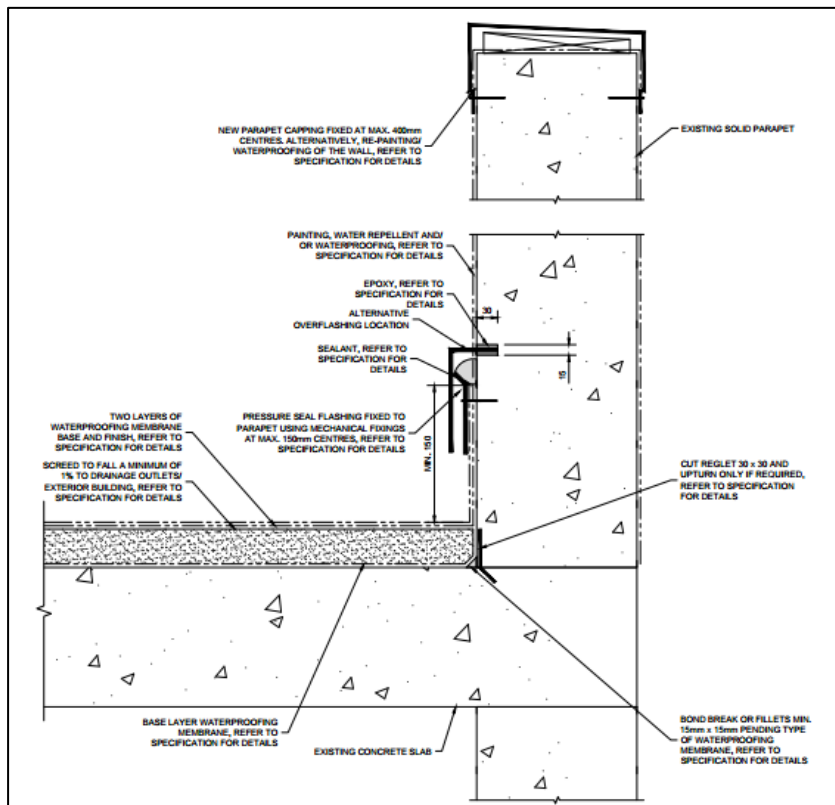 NEW PARAPET CAPPING FIXED AT MAX. 400mm
CENTRES. ALTERNATIVELY, RE-PAINTING/
WATERPROOFING OF THE WALL, REFER TO
SPECIFICATION FOR DETAILS
EXISTING SOLID PARAPET
PAINTING, WATER REPELLENT AND/
OR WATERPROOFING, REFER TO
SPECIFICATION FOR DETAILS
EPOXY, REFER TO
SPECIFICATION FOR
DETAILS
30
ALTERNATIVE
OVERFLASHING LOCATION
15
SEALANT, REFER TO
SPECIFICATION FOR
DETAILS
TWO LAYERS OF
WATERPROOFING MEMBRANE
BASE AND FINISH, REFER TO
SPECIFICATION FOR DETAILS
PRESSURE SEAL FLASHING FIXED TO
PARAPET USING MECHANICAL FIXINGS
AT MAX. 150mm CENTRES, REFER TO
SPECIFICATION FOR DETAILS
MIN. 150
SCREED TO FALL A MINIMUM OF
1% TO DRAINAGE OUTLETS/
EXTERIOR BUILDING, REFER TO
SPECIFICATION FOR DETAILS
CUT REGLET 30 x 30 AND
UPTURN ONLY IF REQUIRED,
REFER TO SPECIFICATION
FOR DETAILS
BASE LAYER WATERPROOFING
MEMBRANE, REFER TO
SPECIFICATION FOR DETAILS
EXISTING CONCRETE SLAB
BOND BREAK OR FILLETS MIN.
15mm x 15mm PENDING TYPE
OF WATERPROOFING
MEMBRANE, REFER TO
SPECIFICATION FOR DETAILS